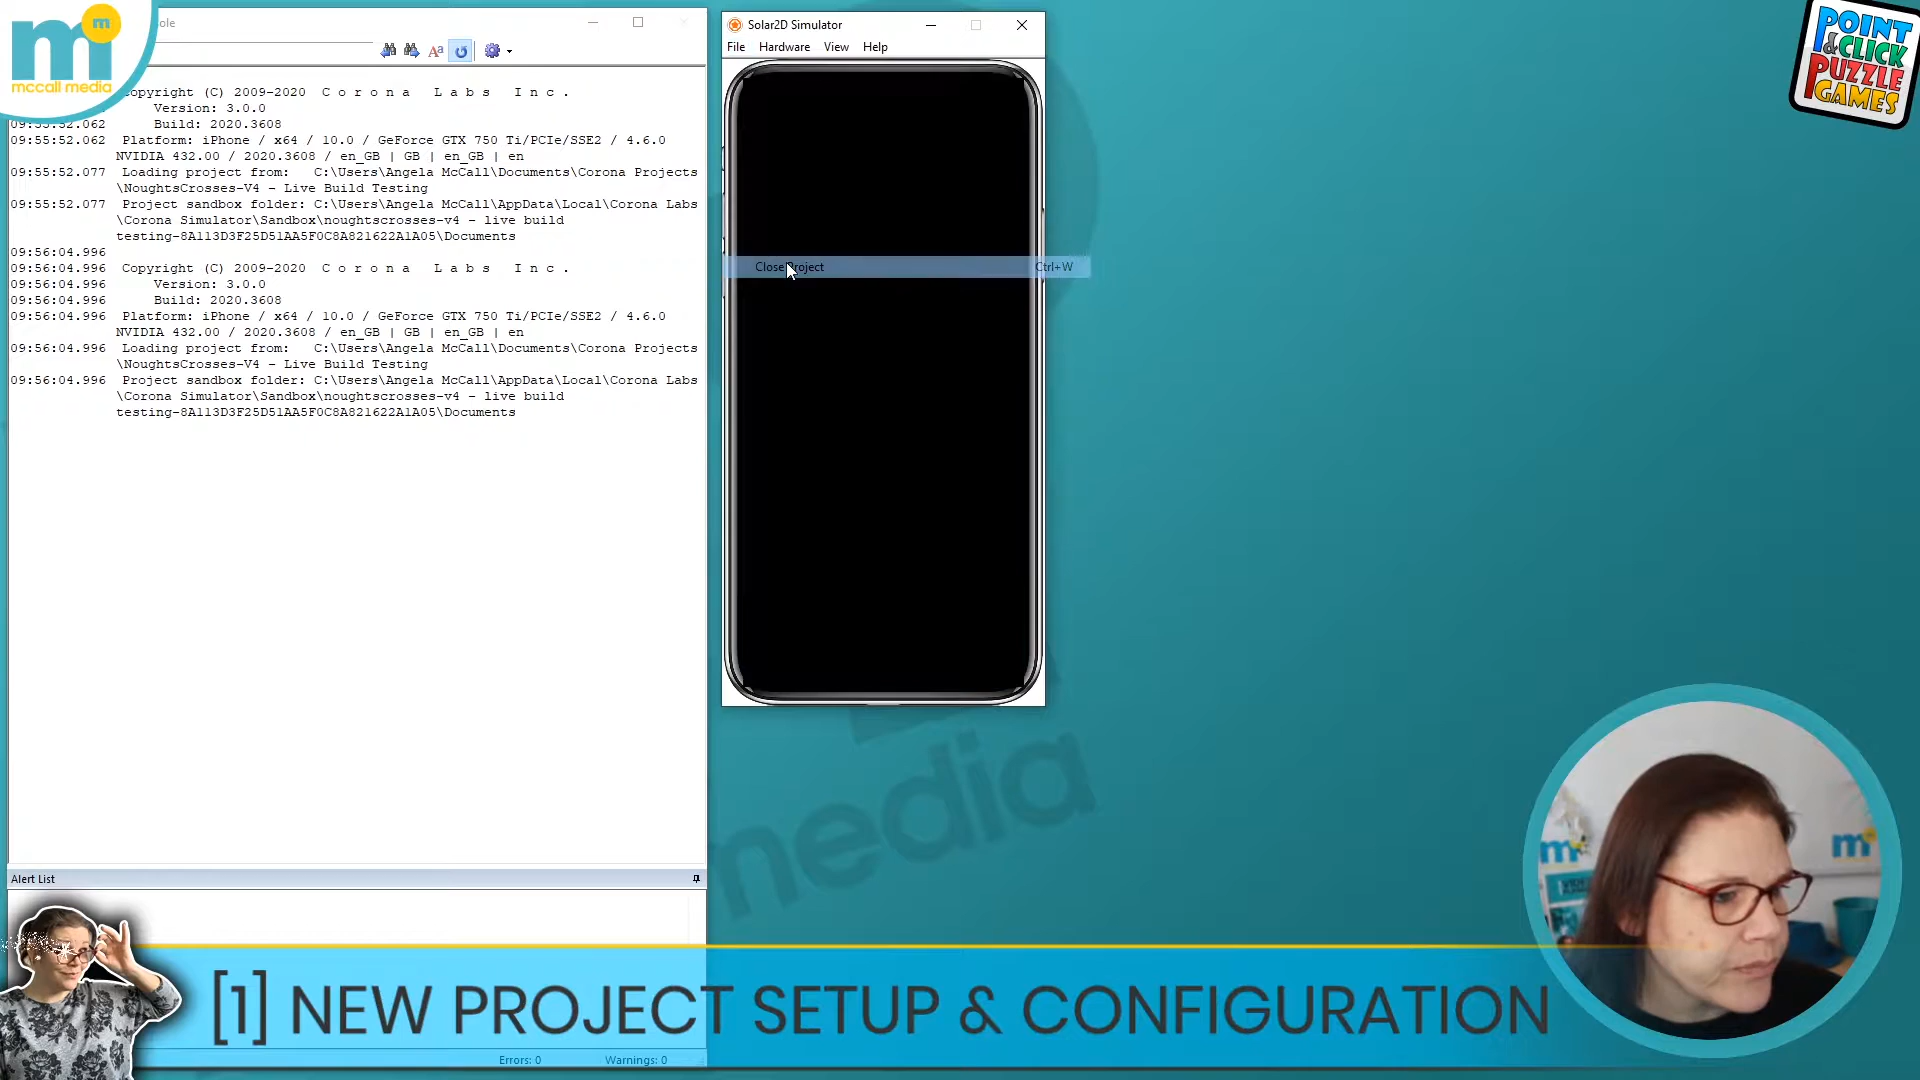 m
m
mccall media
ole
Aa
Copyright (C) 2009-2020 C o r o n a  L a b s  I n c .
Version: 3.0.0
09:55:52.062 Build: 2020.3608
09:55:52.062 Platform: iPhone / x64 / 10.0 / GeForce GTX 750 Ti/PCIe/SSE2 / 4.6.0
NVIDIA 432.00 / 2020.3608 / en_GB | GB | en_GB | en
09:55:52.077 Loading project from: C:\Users\Angela McCall\Documents\Corona Projects
\NoughtsCrosses-V4 - Live Build Testing
09:55:52.077 Project sandbox folder: C:\Users\Angela McCall\AppData\Local\Corona Labs
\Corona Simulator\Sandbox\noughtscrosses-v4 - live build
testing-8A113D3F25D51AA5F0C8A821622A1A05\Documents
09:56:04.996
09:56:04.996 Copyright (C) 2009-2020 C o r o n a  L a b s  I n c .
09:56:04.996 Version: 3.0.0
09:56:04.996 Build: 2020.3608
09:56:04.996 Platform: iPhone / x64 / 10.0 / GeForce GTX 750 Ti/PCIe/SSE2 / 4.6.0
NVIDIA 432.00 / 2020.3608 / en_GB | GB | en_GB | en
09:56:04.996 Loading project from: C:\Users\Angela McCall\Documents\Corona Projects
\NoughtsCrosses-V4 - Live Build Testing
09:56:04.996 Project sandbox folder: C:\Users\Angela McCall\AppData\Local\Corona Labs
\Corona Simulator\Sandbox\noughtscrosses-v4 - live build
testing-8A113D3F25D51AA5F0C8A821622A1A05\Documents
Alert List
Errors: 0 Warnings: 0
Solar2D Simulator
File Hardware View Help
Close Project Ctrl+W
media
POINT
& CLICK
PUZZLE
GAMES
m
m
[1] NEW PROJECT SETUP & CONFIGURATION